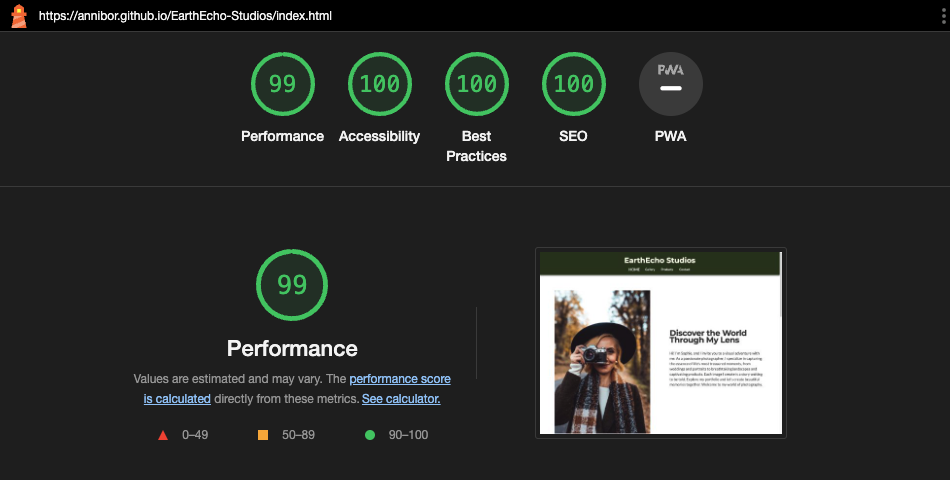 https://annibor.github.io/EarthEcho-Studios/index.html
99
100
100
100
PWA
Performance
Accessibility
Best
Practices
SEO
PWA
99
Performance
Values are estimated and may vary. The performance score
is calculated directly from these metrics. See calculator.
0–49
50–89
90–100
EarthEcho Studios
HOME Gallery Products Contact
Discover the World
Through My Lens